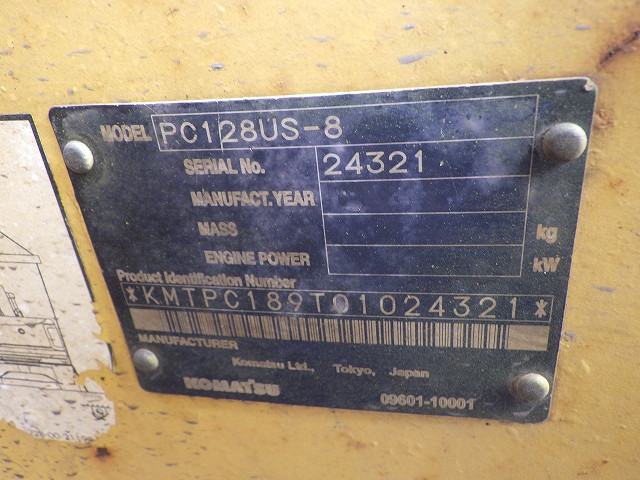 MODEL PC128US-8
SERIAL No. 24321
MANUFACT.YEAR
MASS kg
ENGINE POWER kW
Product Identification Number
*KMTPC189T01024321*
MANUFACTURER
Komatsu Ltd., Tokyo, Japan
KOMATSU 09601-10001